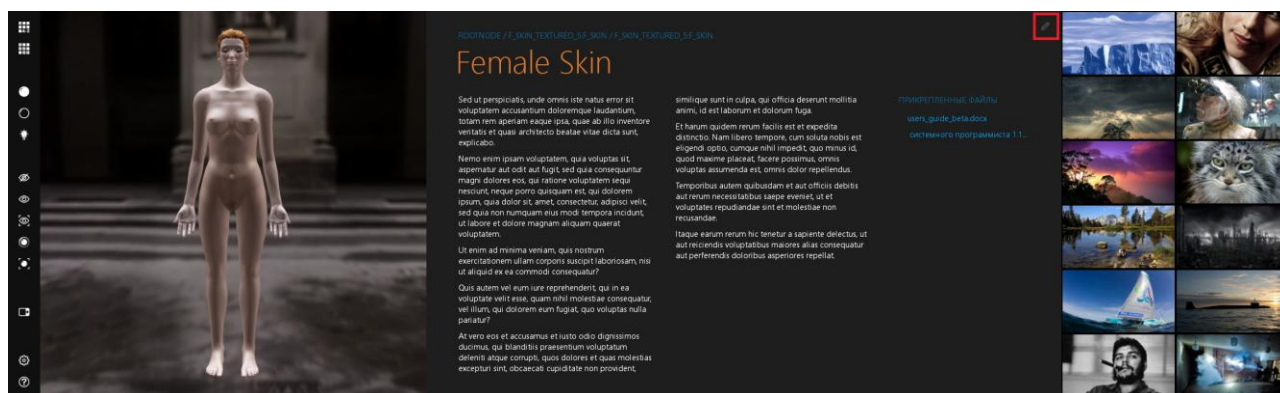 ROOTNODE / F_SKIN_TEXTURED_S:F_SKIN / F_SKIN_TEXTURED_S:F_SKIN
Female Skin
Sed ut perspiciatis, unde omnis iste natus error sit
voluptatem accusantium doloremque laudantium,
totam rem aperiam eaque ipsa, quae ab illo inventore
veritatis et quasi architecto beatae vitae dicta sunt,
explicabo.
Nemo enim ipsam voluptatem, quia voluptas sit,
aspernatur aut odit aut fugit, sed quia consequuntur
magni dolores eos, qui ratione voluptatem sequi
nesciunt, neque porro quisquam est, qui dolorem
ipsum, quia dolor sit, amet, consectetur, adipisci velit,
sed quia non numquam eius modi tempora incidunt,
ut labore et dolore magnam aliquam quaerat
voluptatem.
Ut enim ad minima veniam, quis nostrum
exercitationem ullam corporis suscipit laboriosam, nisi
ut aliquid ex ea commodi consequatur?
Quis autem vel eum iure reprehenderit, qui in ea
voluptate velit esse, quam nihil molestiae consequatur,
vel illum, qui dolorem eum fugiat, quo voluptas nulla
pariatur?
At vero eos et accusamus et iusto odio dignissimos
ducimus, qui blanditiis praesentium voluptatum
deleniti atque corrupti, quos dolores et quas molestias
excepturi sint, obcaecati cupiditate non provident,
similique sunt in culpa, qui officia deserunt mollitia
animi, id est laborum et dolorum fuga.
Et harum quidem rerum facilis est et expedita
distinctio. Nam libero tempore, cum soluta nobis est
eligendi optio, cumque nihil impedit, quo minus id,
quod maxime placeat, facere possimus, omnis
voluptas assumenda est, omnis dolor repellendus.
Temporibus autem quibusdam et aut officiis debitis
aut rerum necessitatibus saepe eveniet, ut et
voluptates repudiandae sint et molestiae non
recusandae.
Itaque earum rerum hic tenetur a sapiente delectus, ut
aut reiciendis voluptatibus maiores alias consequatur
aut perferendis doloribus asperiores repellat.
ПРИКРЕПЛЕННЫЕ ФАЙЛЫ
users_guide_beta.docx
системного программиста 1.1...